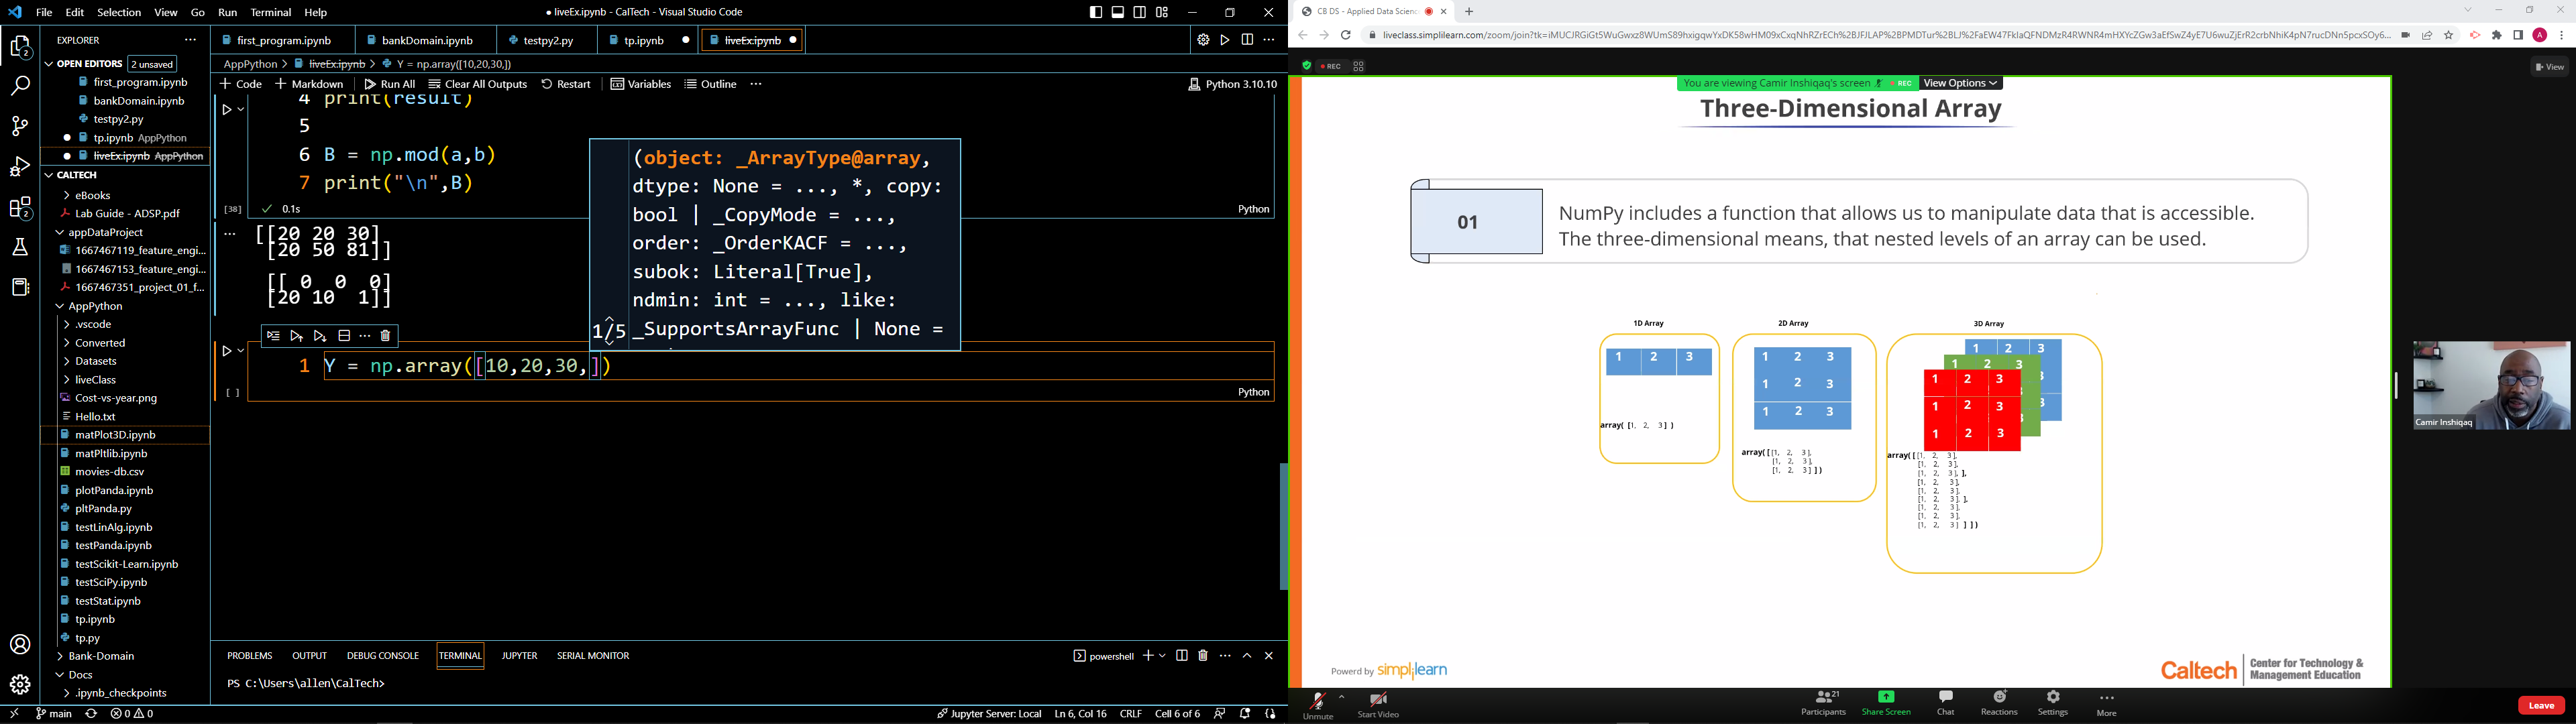 File Edit Selection View Go Run Terminal Help
● liveEx.ipynb - CalTech - Visual Studio Code
EXPLORER
OPEN EDITORS 2 unsaved
first_program.ipynb
bankDomain.ipynb
testpy2.py
tp.ipynb AppPython
liveEx.ipynb AppPython
CALTECH
eBooks
Lab Guide - ADSP.pdf
appDataProject
1667467119_feature_engi...
1667467153_feature_engi...
1667467351_project_01_f...
AppPython
.vscode
Converted
Datasets
liveClass
Cost-vs-year.png
Hello.txt
matPlot3D.ipynb
matPltlib.ipynb
movies-db.csv
plotPanda.ipynb
pltPanda.py
testLinAlg.ipynb
testPanda.ipynb
testScikit-Learn.ipynb
testSciPy.ipynb
testStat.ipynb
tp.ipynb
tp.py
Bank-Domain
Docs
.ipynb_checkpoints
first_program.ipynb bankDomain.ipynb testpy2.py tp.ipynb liveEx.ipynb
AppPython > liveEx.ipynb > Y = np.array([10,20,30,])
+ Code + Markdown Run All Clear All Outputs Restart Variables Outline ... Python 3.10.10
4 print(result)
5
6 B = np.mod(a,b)
7 print("\n",B)
[38] 0.1s Python
[[20 20 30]
[20 50 81]]
[[ 0 0 0]
[20 10 1]]
(object: _ArrayType@array,
dtype: None = ..., *, copy:
bool | _CopyMode = ...,
order: _OrderKACF = ...,
subok: Literal[True],
ndmin: int = ..., like:
1/5 _SupportsArrayFunc | None =
1 Y = np.array([10,20,30,])
[ ] Python
PROBLEMS OUTPUT DEBUG CONSOLE TERMINAL JUPYTER SERIAL MONITOR
powershell
PS C:\Users\allen\CalTech>
main 0 0
Jupyter Server: Local Ln 6, Col 16 CRLF Cell 6 of 6
CB DS - Applied Data Scienc
REC
View
You are viewing Camir Inshiqaq's screen REC View Options
Three-Dimensional Array
01
NumPy includes a function that allows us to manipulate data that is accessible.
The three-dimensional means, that nested levels of an array can be used.
1D Array
1 2 3
array( [1, 2, 3] )
2D Array
1 2 3
1 2 3
1 2 3
array( [ [1, 2, 3],
[1, 2, 3],
[1, 2, 3] ] )
3D Array
1 2 3
1 2 3
3
1 2 3
1 2 3
3
1 2 3
array( [ [ [1, 2, 3],
[1, 2, 3],
[1, 2, 3], ],
[1, 2, 3],
[1, 2, 3],
[1, 2, 3], ],
[1, 2, 3],
[1, 2, 3],
[1, 2, 3] ] ] )
Powerd by simplilearn
Caltech Center for Technology &
Management Education
Camir Inshiqaq
Unmute Start Video Participants 21 Share Screen Chat Reactions Settings More Leave